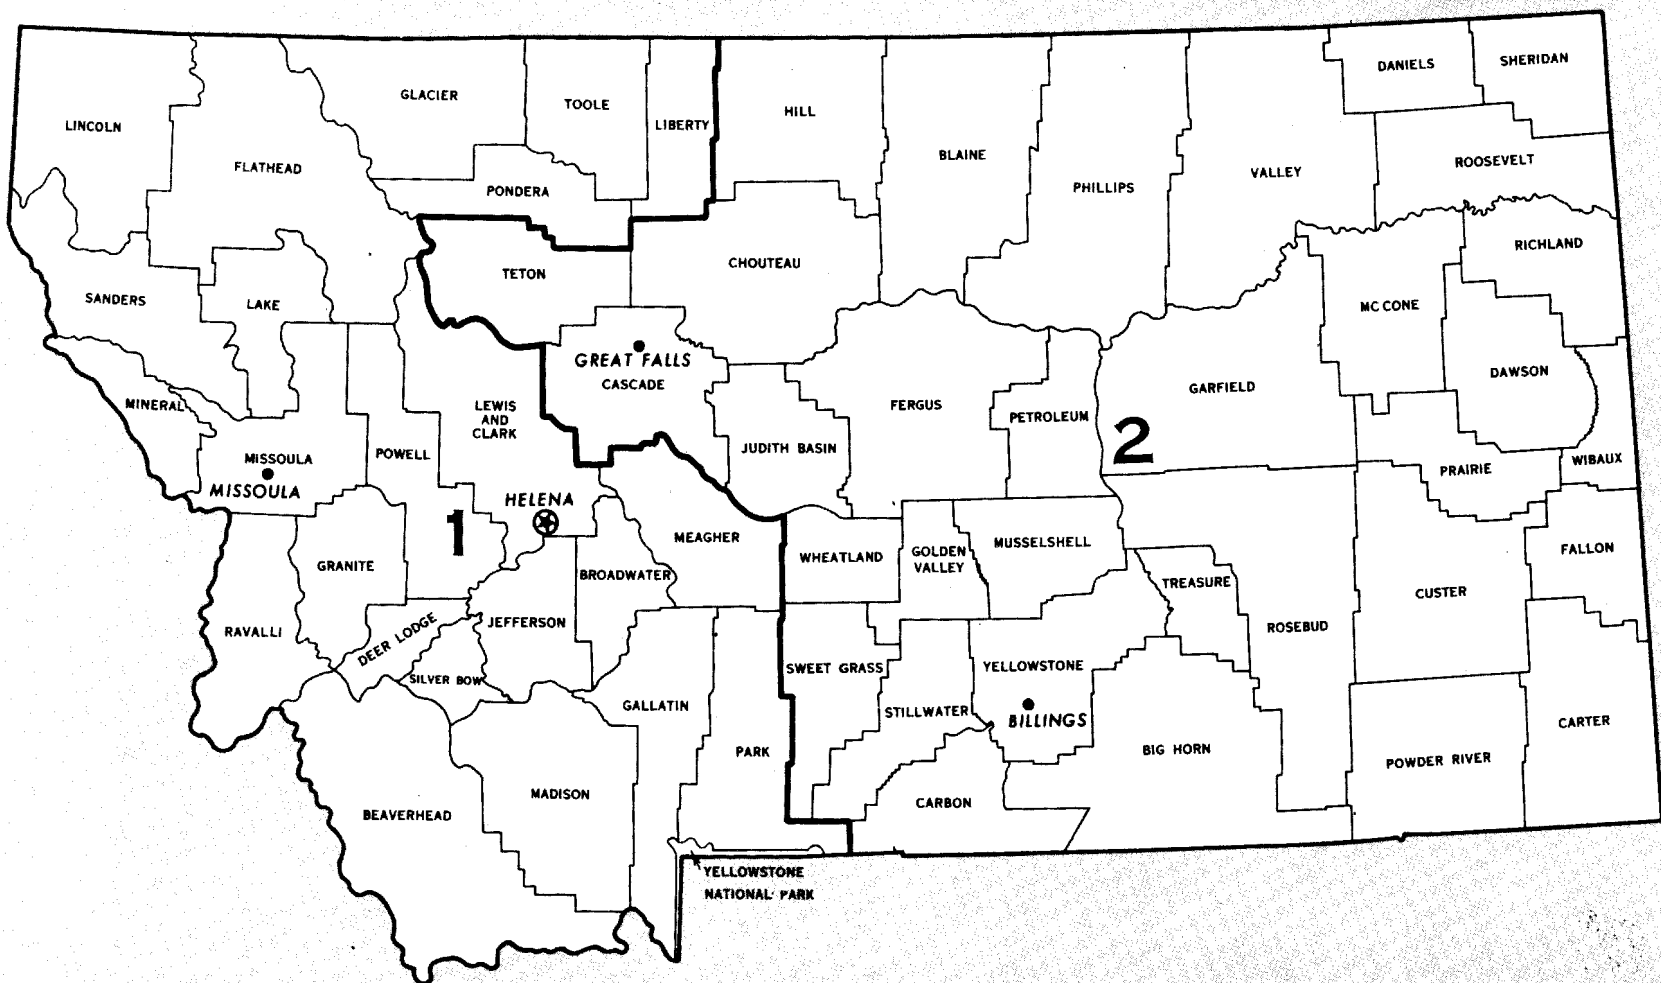 LINCOLN
FLATHEAD
GLACIER
TOOLE
LIBERTY
HILL
BLAINE
PHILLIPS
VALLEY
DANIELS
SHERIDAN
ROOSEVELT
PONDERA
TETON
CHOUTEAU
RICHLAND
MC CONE
SANDERS
LAKE
GREAT FALLS
CASCADE
DAWSON
GARFIELD
MINERAL
LEWIS
AND
CLARK
FERGUS
PETROLEUM
2
JUDITH BASIN
POWELL
MISSOULA
MISSOULA
PRAIRIE
WIBAUX
HELENA
1
MEAGHER
WHEATLAND
GOLDEN
VALLEY
MUSSELSHELL
FALLON
GRANITE
BROADWATER
TREASURE
CUSTER
RAVALLI
DEER LODGE
JEFFERSON
ROSEBUD
SILVER BOW
SWEET GRASS
YELLOWSTONE
GALLATIN
STILLWATER
BILLINGS
CARTER
PARK
BIG HORN
POWDER RIVER
BEAVERHEAD
MADISON
CARBON
YELLOWSTONE
NATIONAL PARK